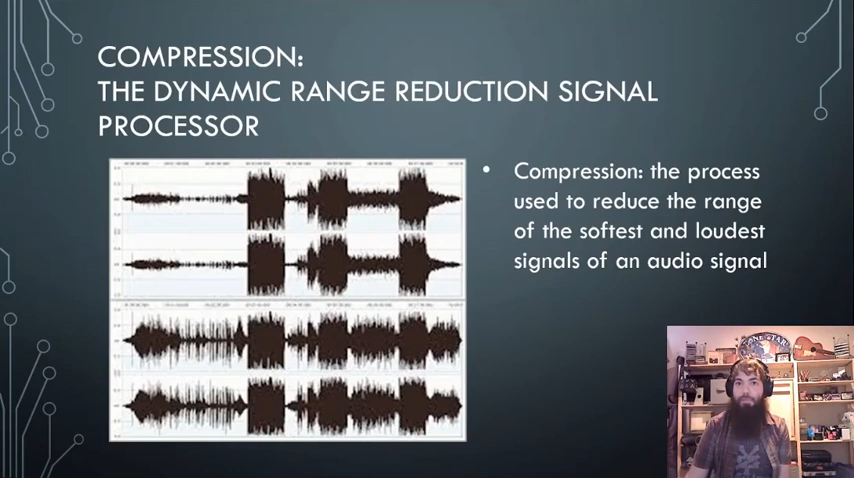 COMPRESSION:
THE DYNAMIC RANGE REDUCTION SIGNAL
PROCESSOR
• Compression: the process
used to reduce the range
of the softest and loudest
signals of an audio signal